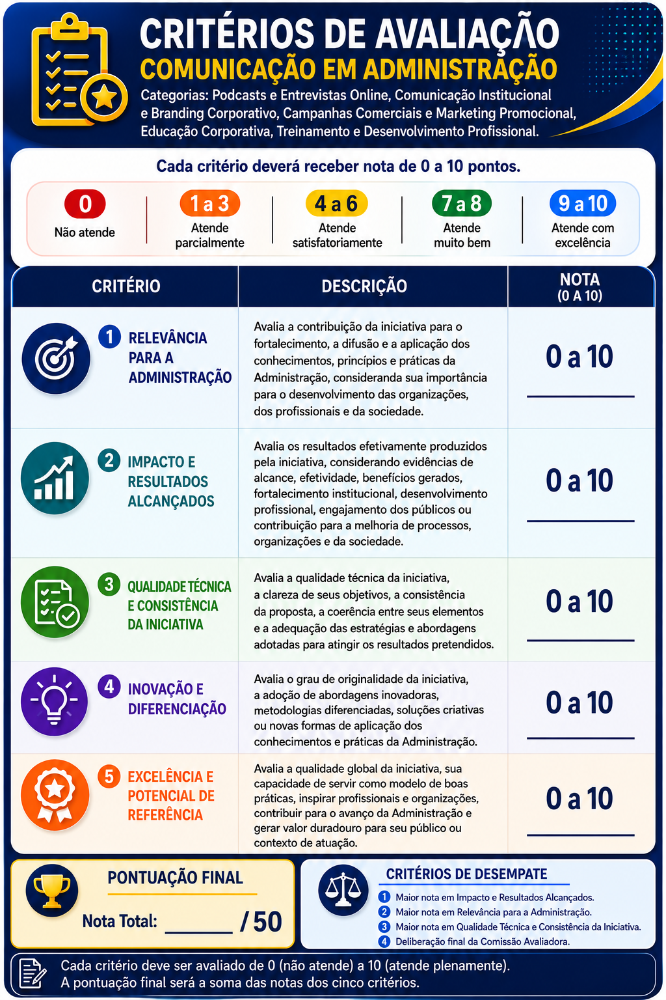 CRITÉRIOS DE AVALIAÇÃO
COMUNICAÇÃO EM ADMINISTRAÇÃO
Categorias: Podcasts e Entrevistas Online, Comunicação Institucional
e Branding Corporativo, Campanhas Comerciais e Marketing Promocional,
Educação Corporativa, Treinamento e Desenvolvimento Profissional.
Cada critério deverá receber nota de 0 a 10 pontos.
0
Não atende
1 a 3
Atende
parcialmente
4 a 6
Atende
satisfatoriamente
7 a 8
Atende
muito bem
9 a 10
Atende com
excelência
CRITÉRIO
DESCRIÇÃO
NOTA
(0 A 10)
1 RELEVÂNCIA
PARA A
ADMINISTRAÇÃO
Avalia a contribuição da iniciativa para o
fortalecimento, a difusão e a aplicação dos
conhecimentos, princípios e práticas da
Administração, consideranda sua importância
para o desenvolvimento das organizações,
dos profissionais e da sociedade.
0 a 10
2 IMPACTO E
RESULTADOS
ALCANÇADOS
Avalia os resultados efetivamente produzidos
pela iniciativa, considerando evidências de
alcance, efetividade, benefícios gerados,
fortalecimento institucional, desenvolvimento
profissional, engajamento dos públicos ou
contribuição para a melhoria de processos,
organizações e da sociedade.
0 a 10
3 QUALIDADE TÉCNICA
E CONSISTÊNCIA
DA INICIATIVA
Avalia a qualidade técnica da iniciativa,
a clareza de seus objetivos, a consistência
da proposta, a coerência entre seus elementos
e a adequação das estratégias e abordagens
adotadas para atingir os resultados pretendidos.
0 a 10
4 INOVAÇÃO E
DIFERENCIAÇÃO
Avalia o grau de originalidade da iniciativa,
a adoção de abordagens inovadoras,
metodologias diferenciadas, soluções criativas
ou novas formas de aplicação dos
conhecimentos e práticas da Administração.
0 a 10
5 EXCELÊNCIA E
POTENCIAL DE
REFERÊNCIA
Avalia a qualidade global da iniciativa, sua
capacidade de servir como modelo de boas
práticas, inspirar profissionais e organizações,
contribuir para o avanço da Administração e
gerar valor duradouro para seu público ou
contexto de atuação.
0 a 10
PONTUAÇÃO FINAL
Nota Total: ______ / 50
CRITÉRIOS DE DESEMPATE
1 Maior nota em Impacto e Resultados Alcançados.
2 Maior nota em Relevância para a Administração.
3 Maior nota em Qualidade Técnica e Consistência da Iniciativa.
4 Deliberação final da Comissão Avaliadora.
Cada critério deve ser avaliado de 0 (não atende) a 10 (atende plenamente).
A pontuação final será a soma das notas dos cinco critérios.